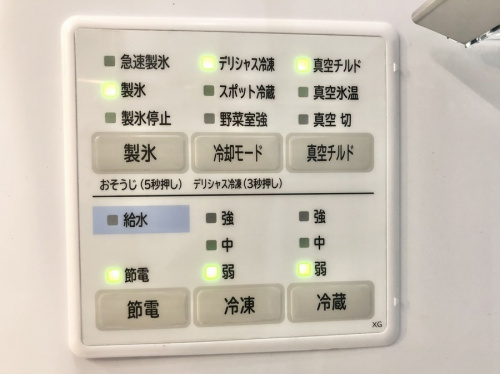 急速製氷 デリシャス冷凍 真空チルド
製氷 スポット冷蔵 真空氷温
製氷停止 野菜室強 真空 切
製氷 冷却モード 真空チルド
おそうじ(5秒押し) デリシャス冷凍(3秒押し)
給水 強 強
中 中
節電 弱 弱
節電 冷凍 冷蔵
XG